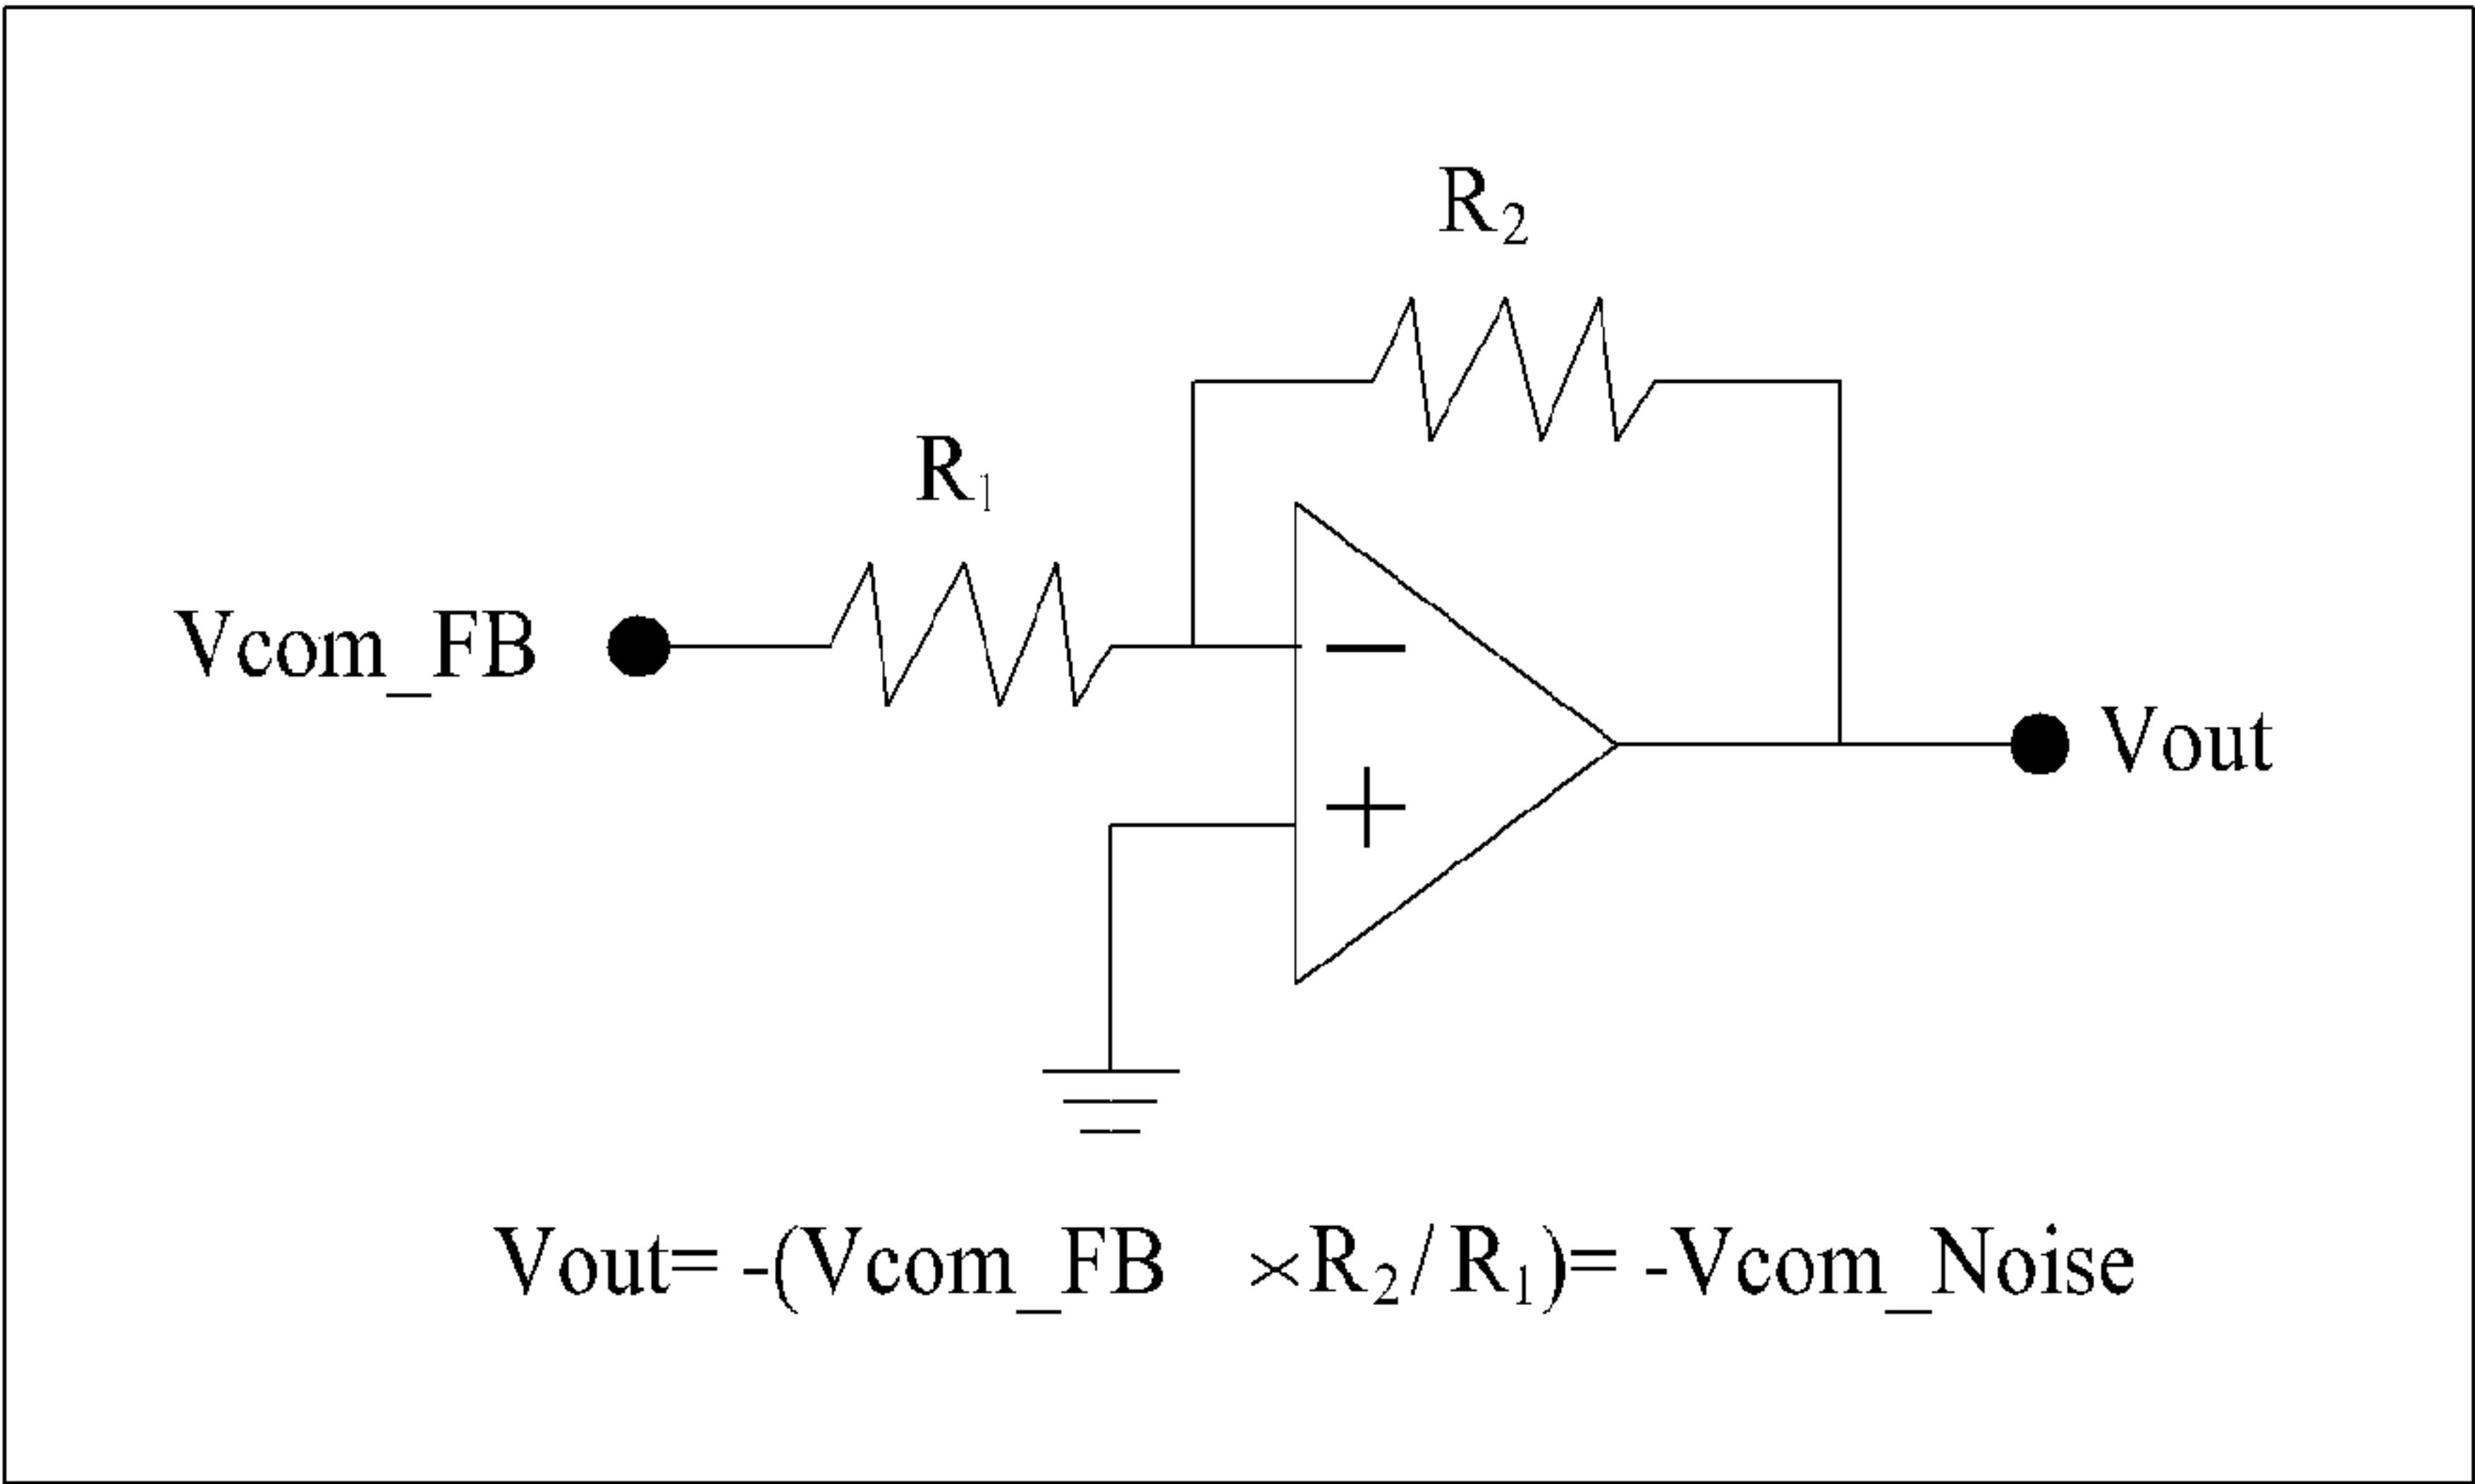 R₂
R₁
Vcom_FB
−
+
Vout
Vout= -(Vcom_FB ×R₂/R₁)= -Vcom_Noise